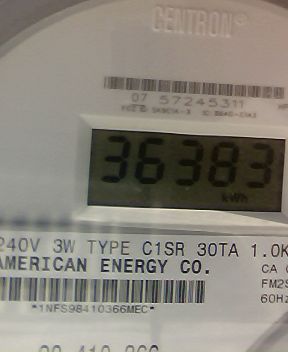 CENTRON®
07 57245311
36383
kWh
240V 3W TYPE C1SR 30TA 1.0K
AMERICAN ENERGY CO.
CA
FM2S
60Hz
*1NFS98410366MEC*